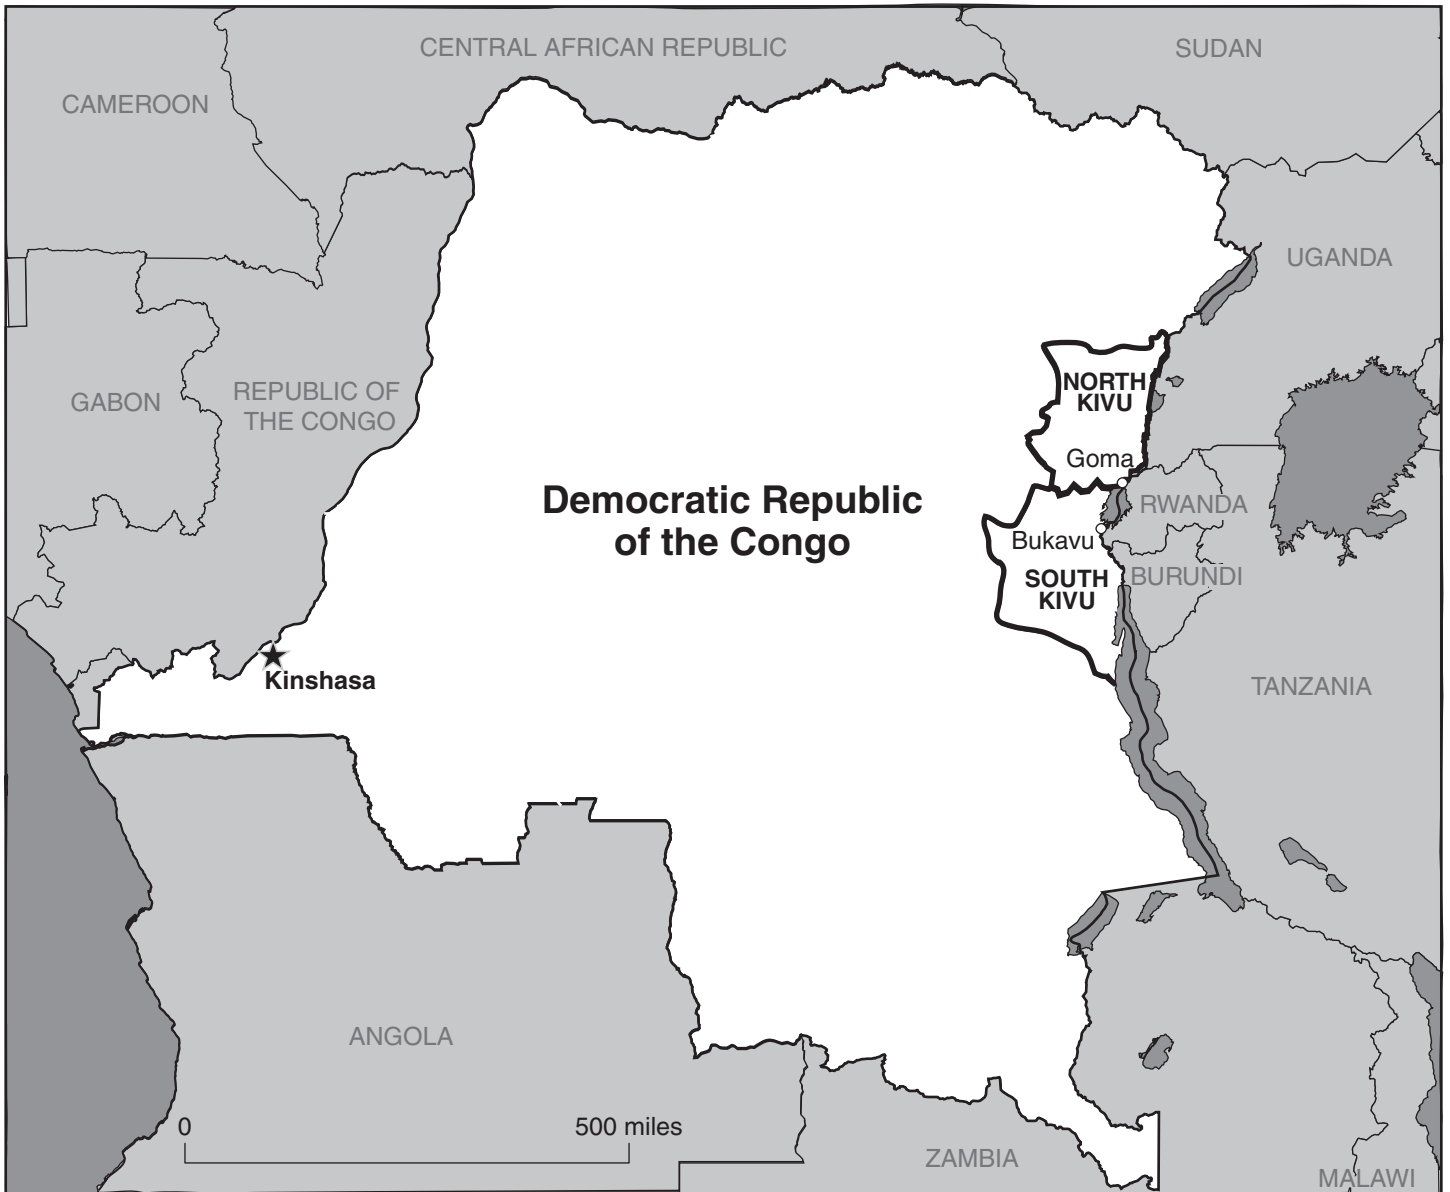 CENTRAL AFRICAN REPUBLIC
SUDAN
CAMEROON
UGANDA
GABON
REPUBLIC OF
THE CONGO
NORTH
KIVU
Goma
Democratic Republic
of the Congo
RWANDA
Bukavu
SOUTH
KIVU
BURUNDI
Kinshasa
TANZANIA
ANGOLA
0
500 miles
ZAMBIA
MALAWI